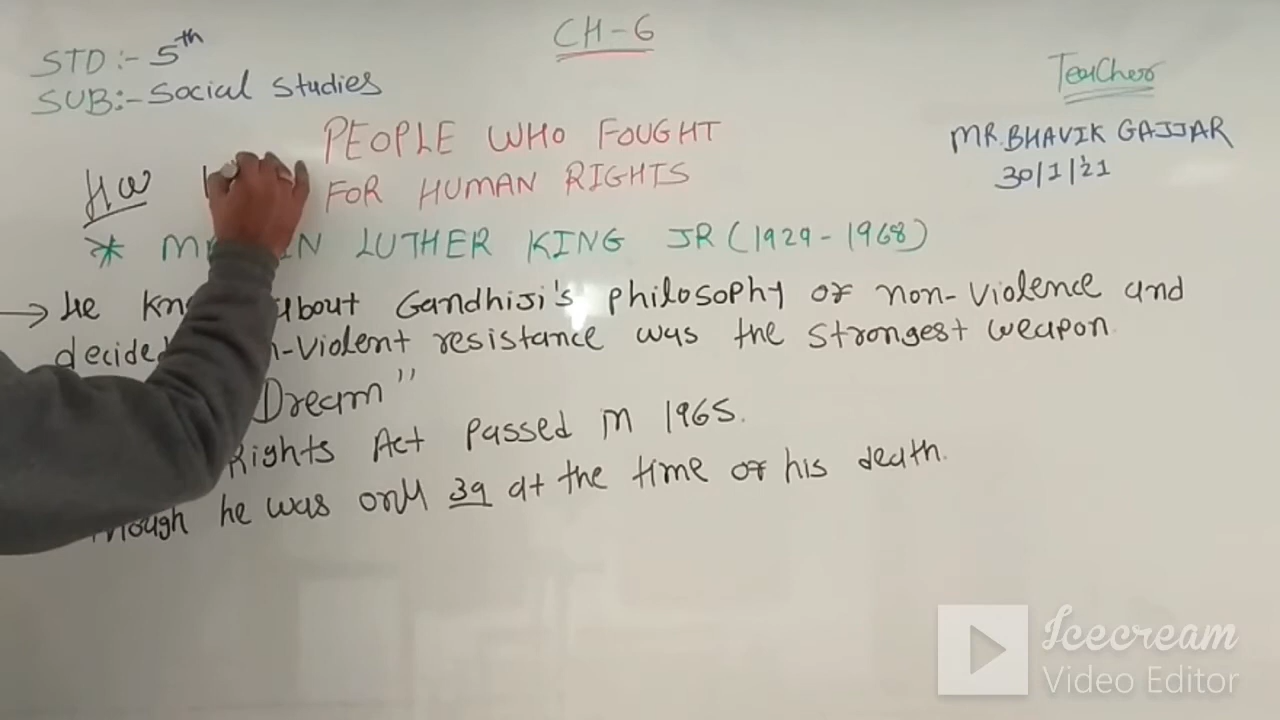 CH-6
STD:- 5th
SUB:- Social Studies
Teacher
MR. BHAVIK GAJJAR
30/1/21
PEOPLE WHO FOUGHT
FOR HUMAN RIGHTS
HW
* M IN LUTHER KING JR (1929-1968)
→ He kn about Gandhiji's philosophy of non-violence and
decided -violent resistance was the strongest weapon.
Dream"
Rights Act passed in 1965.
he was only 39 at the time of his death.
Icecream
Video Editor